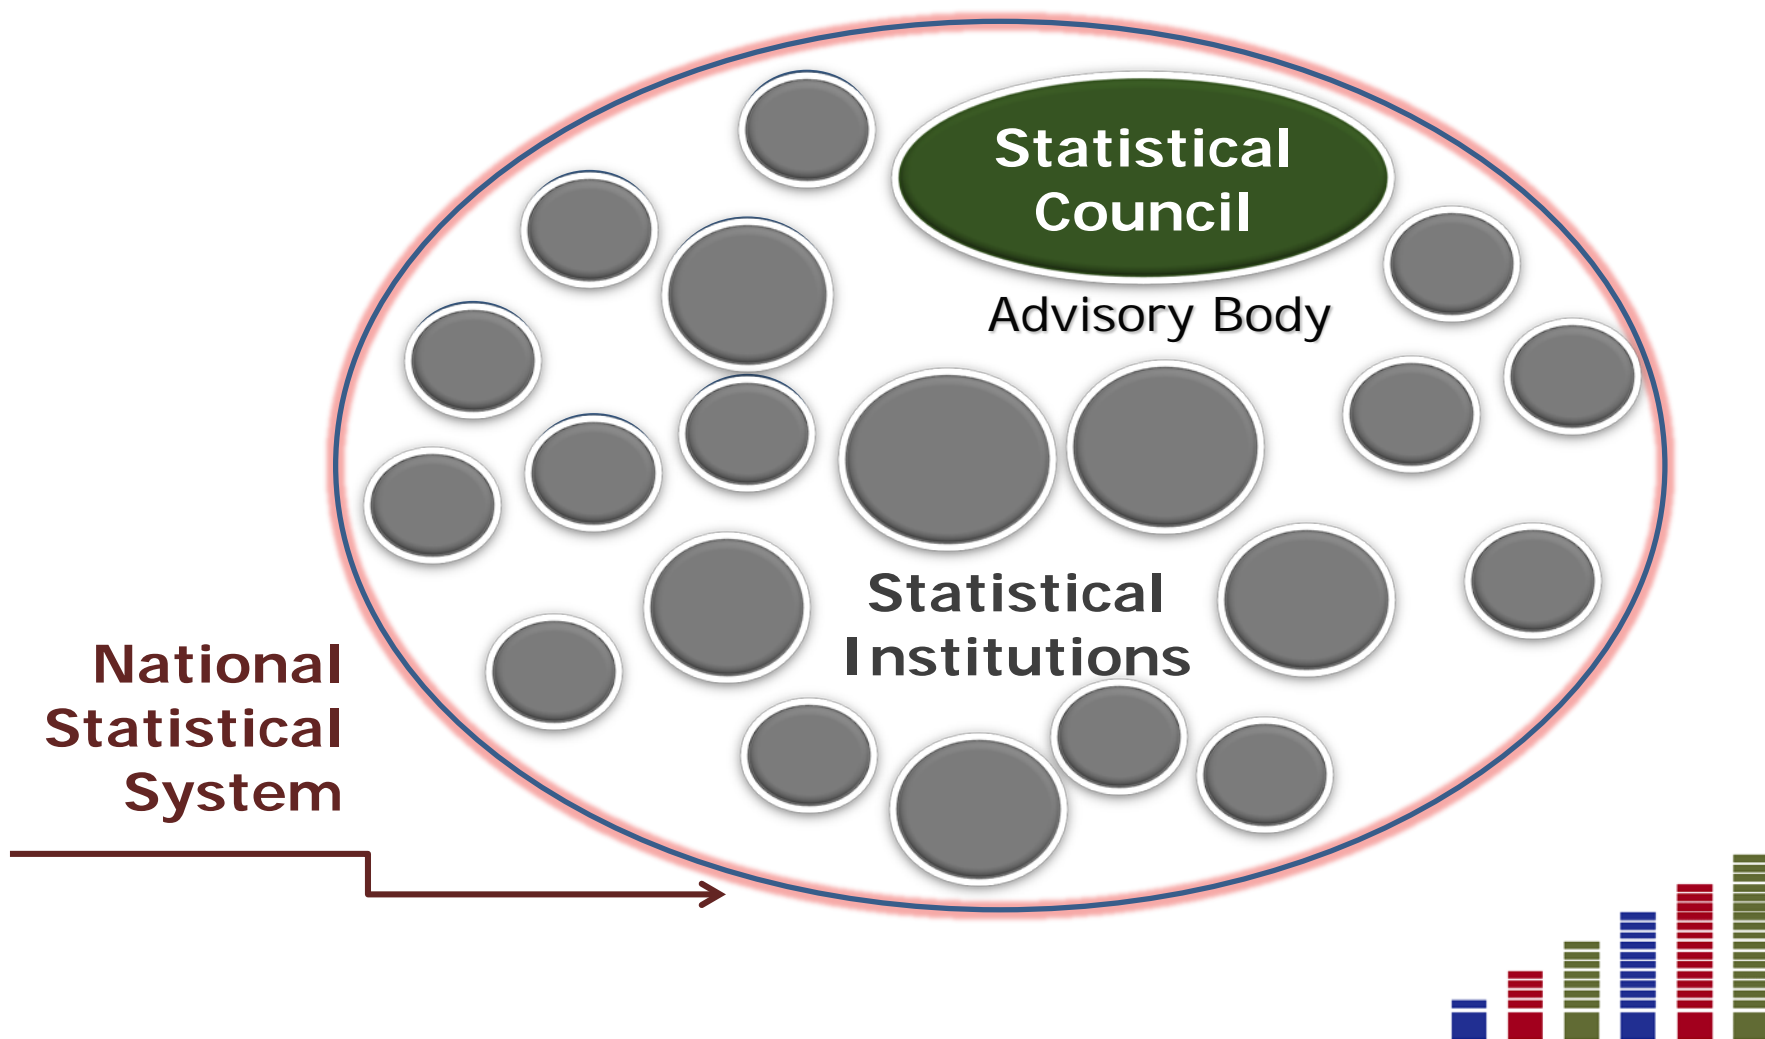 Statistical
Council
Advisory Body
Statistical
Institutions
National
Statistical
System